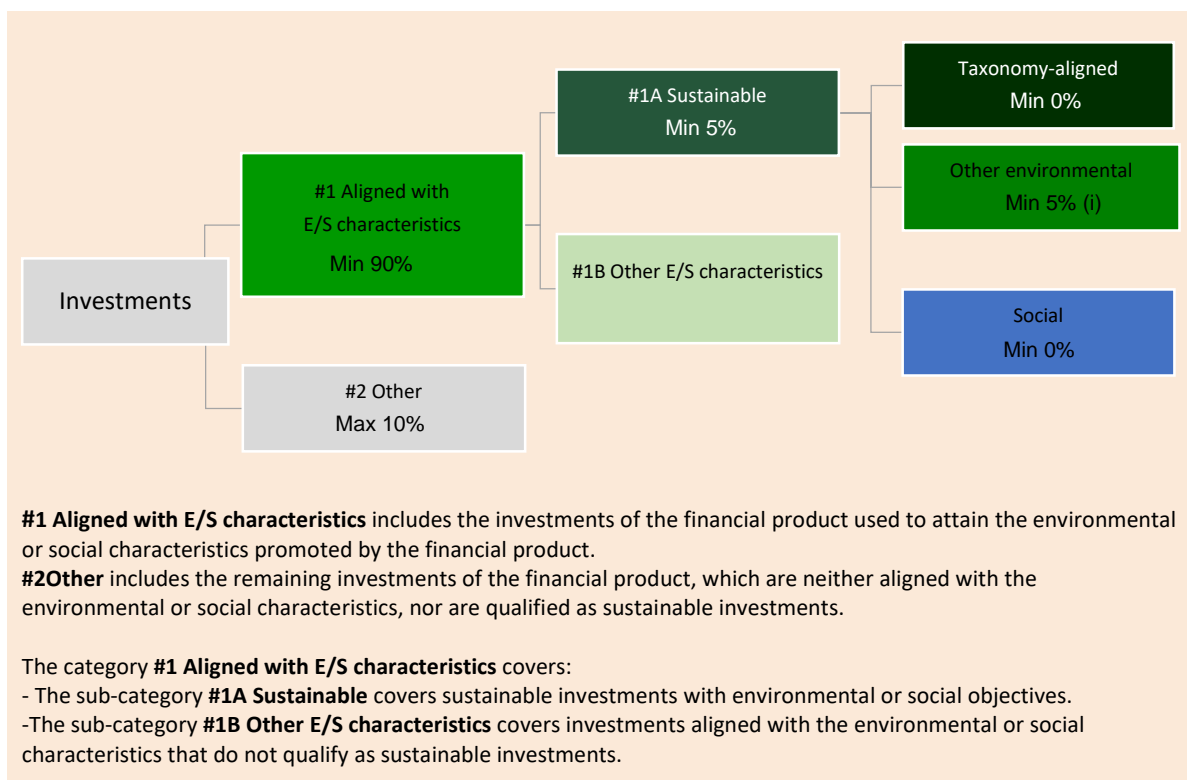 Investments
#1 Aligned with
E/S characteristics
Min 90%
#2 Other
Max 10%
#1A Sustainable
Min 5%
#1B Other E/S characteristics
Taxonomy-aligned
Min 0%
Other environmental
Min 5% (i)
Social
Min 0%
#1 Aligned with E/S characteristics includes the investments of the financial product used to attain the environmental
or social characteristics promoted by the financial product.
#2Other includes the remaining investments of the financial product, which are neither aligned with the
environmental or social characteristics, nor are qualified as sustainable investments.
The category #1 Aligned with E/S characteristics covers:
- The sub-category #1A Sustainable covers sustainable investments with environmental or social objectives.
-The sub-category #1B Other E/S characteristics covers investments aligned with the environmental or social
characteristics that do not qualify as sustainable investments.